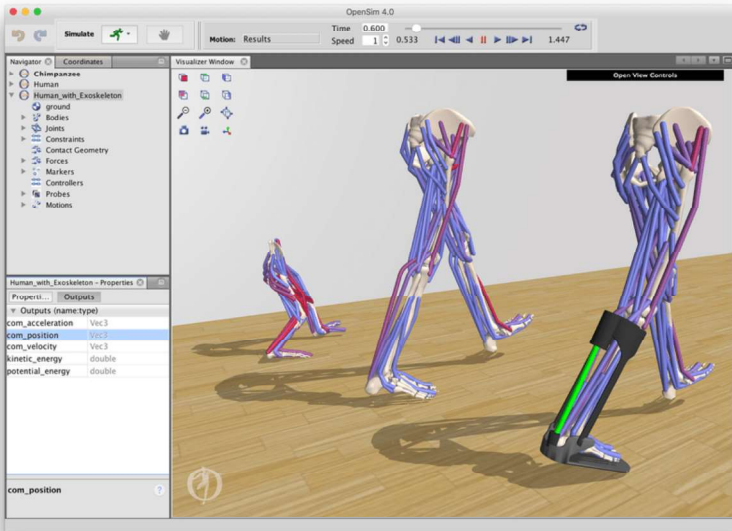 OpenSim 4.0
Simulate
Motion: Results
Time 0.600
Speed 1 0.533 1.447
Navigator Coordinates
Visualizer Window
Open View Controls
Chimpanzee
Human
Human_with_Exoskeleton
ground
Bodies
Joints
Constraints
Contact Geometry
Forces
Markers
Controllers
Probes
Motions
Human_with_Exoskeleton - Properties
Properti... Outputs
Outputs (name:type)
com_acceleration Vec3
com_position Vec3
com_velocity Vec3
kinetic_energy double
potential_energy double
com_position ?